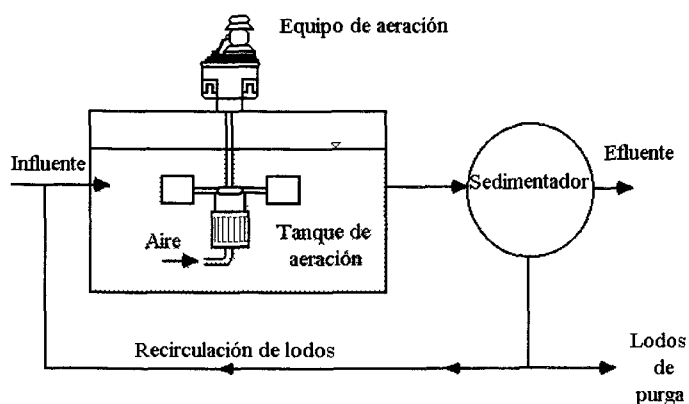 Equipo de aeración
Influente
Efluente
Sedimentador
Aire
Tanque de
aeración
Recirculación de lodos
Lodos
de
purga